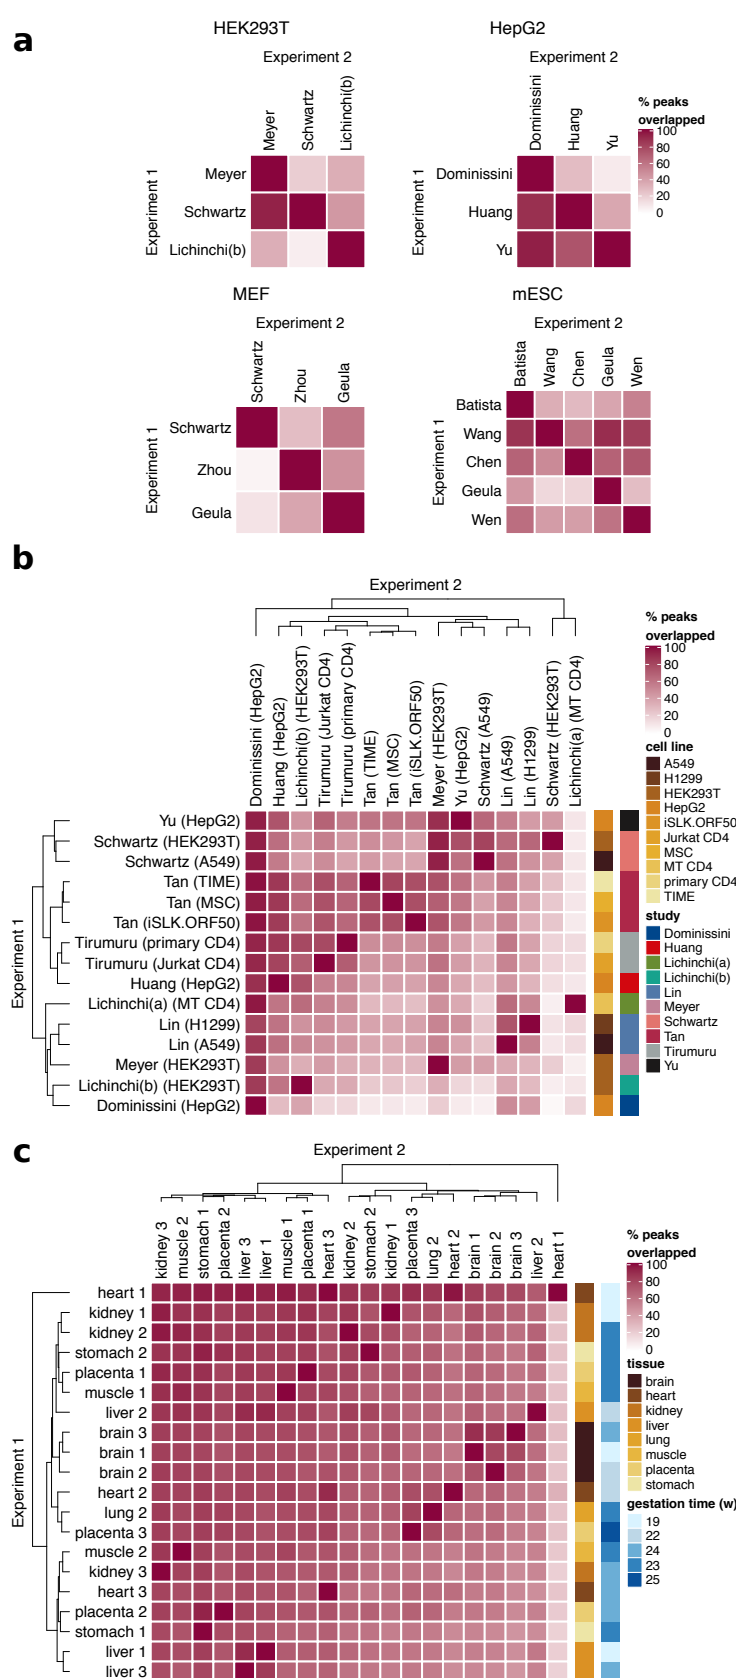 a
HEK293T
HepG2
Experiment 2
Experiment 2
Meyer
Schwartz
Lichinchi(b)
Dominissini
Huang
Yu
% peaks
overlapped
100
80
60
40
20
0
Experiment 1
Meyer
Schwartz
Lichinchi(b)
Experiment 1
Dominissini
Huang
Yu
MEF
mESC
Experiment 2
Experiment 2
Schwartz
Zhou
Geula
Batista
Wang
Chen
Geula
Wen
Experiment 1
Schwartz
Zhou
Geula
Experiment 1
Batista
Wang
Chen
Geula
Wen
b
Experiment 2
Dominissini (HepG2)
Huang (HepG2)
Lichinchi(b) (HEK293T)
Tirumuru (Jurkat CD4)
Tirumuru (primary CD4)
Tan (TIME)
Tan (MSC)
Tan (iSLK.ORF50)
Meyer (HEK293T)
Yu (HepG2)
Schwartz (A549)
Lin (A549)
Lin (H1299)
Schwartz (HEK293T)
Lichinchi(a) (MT CD4)
Experiment 1
Yu (HepG2)
Schwartz (HEK293T)
Schwartz (A549)
Tan (TIME)
Tan (MSC)
Tan (iSLK.ORF50)
Tirumuru (primary CD4)
Tirumuru (Jurkat CD4)
Huang (HepG2)
Lichinchi(a) (MT CD4)
Lin (H1299)
Lin (A549)
Meyer (HEK293T)
Lichinchi(b) (HEK293T)
Dominissini (HepG2)
% peaks
overlapped
100
80
60
40
20
0
cell line
A549
H1299
HEK293T
HepG2
iSLK.ORF50
Jurkat CD4
MSC
MT CD4
primary CD4
TIME
study
Dominissini
Huang
Lichinchi(a)
Lichinchi(b)
Lin
Meyer
Schwartz
Tan
Tirumuru
Yu
c
Experiment 2
kidney 3
muscle 2
stomach 1
placenta 2
liver 3
liver 1
muscle 1
placenta 1
heart 3
kidney 2
stomach 2
kidney 1
placenta 3
lung 2
heart 2
brain 1
brain 2
brain 3
liver 2
heart 1
Experiment 1
heart 1
kidney 1
kidney 2
stomach 2
placenta 1
muscle 1
liver 2
brain 3
brain 1
brain 2
heart 2
lung 2
placenta 3
muscle 2
kidney 3
heart 3
placenta 2
stomach 1
liver 1
liver 3
% peaks
overlapped
100
80
60
40
20
0
tissue
brain
heart
kidney
liver
lung
muscle
placenta
stomach
gestation time (w)
19
22
24
23
25